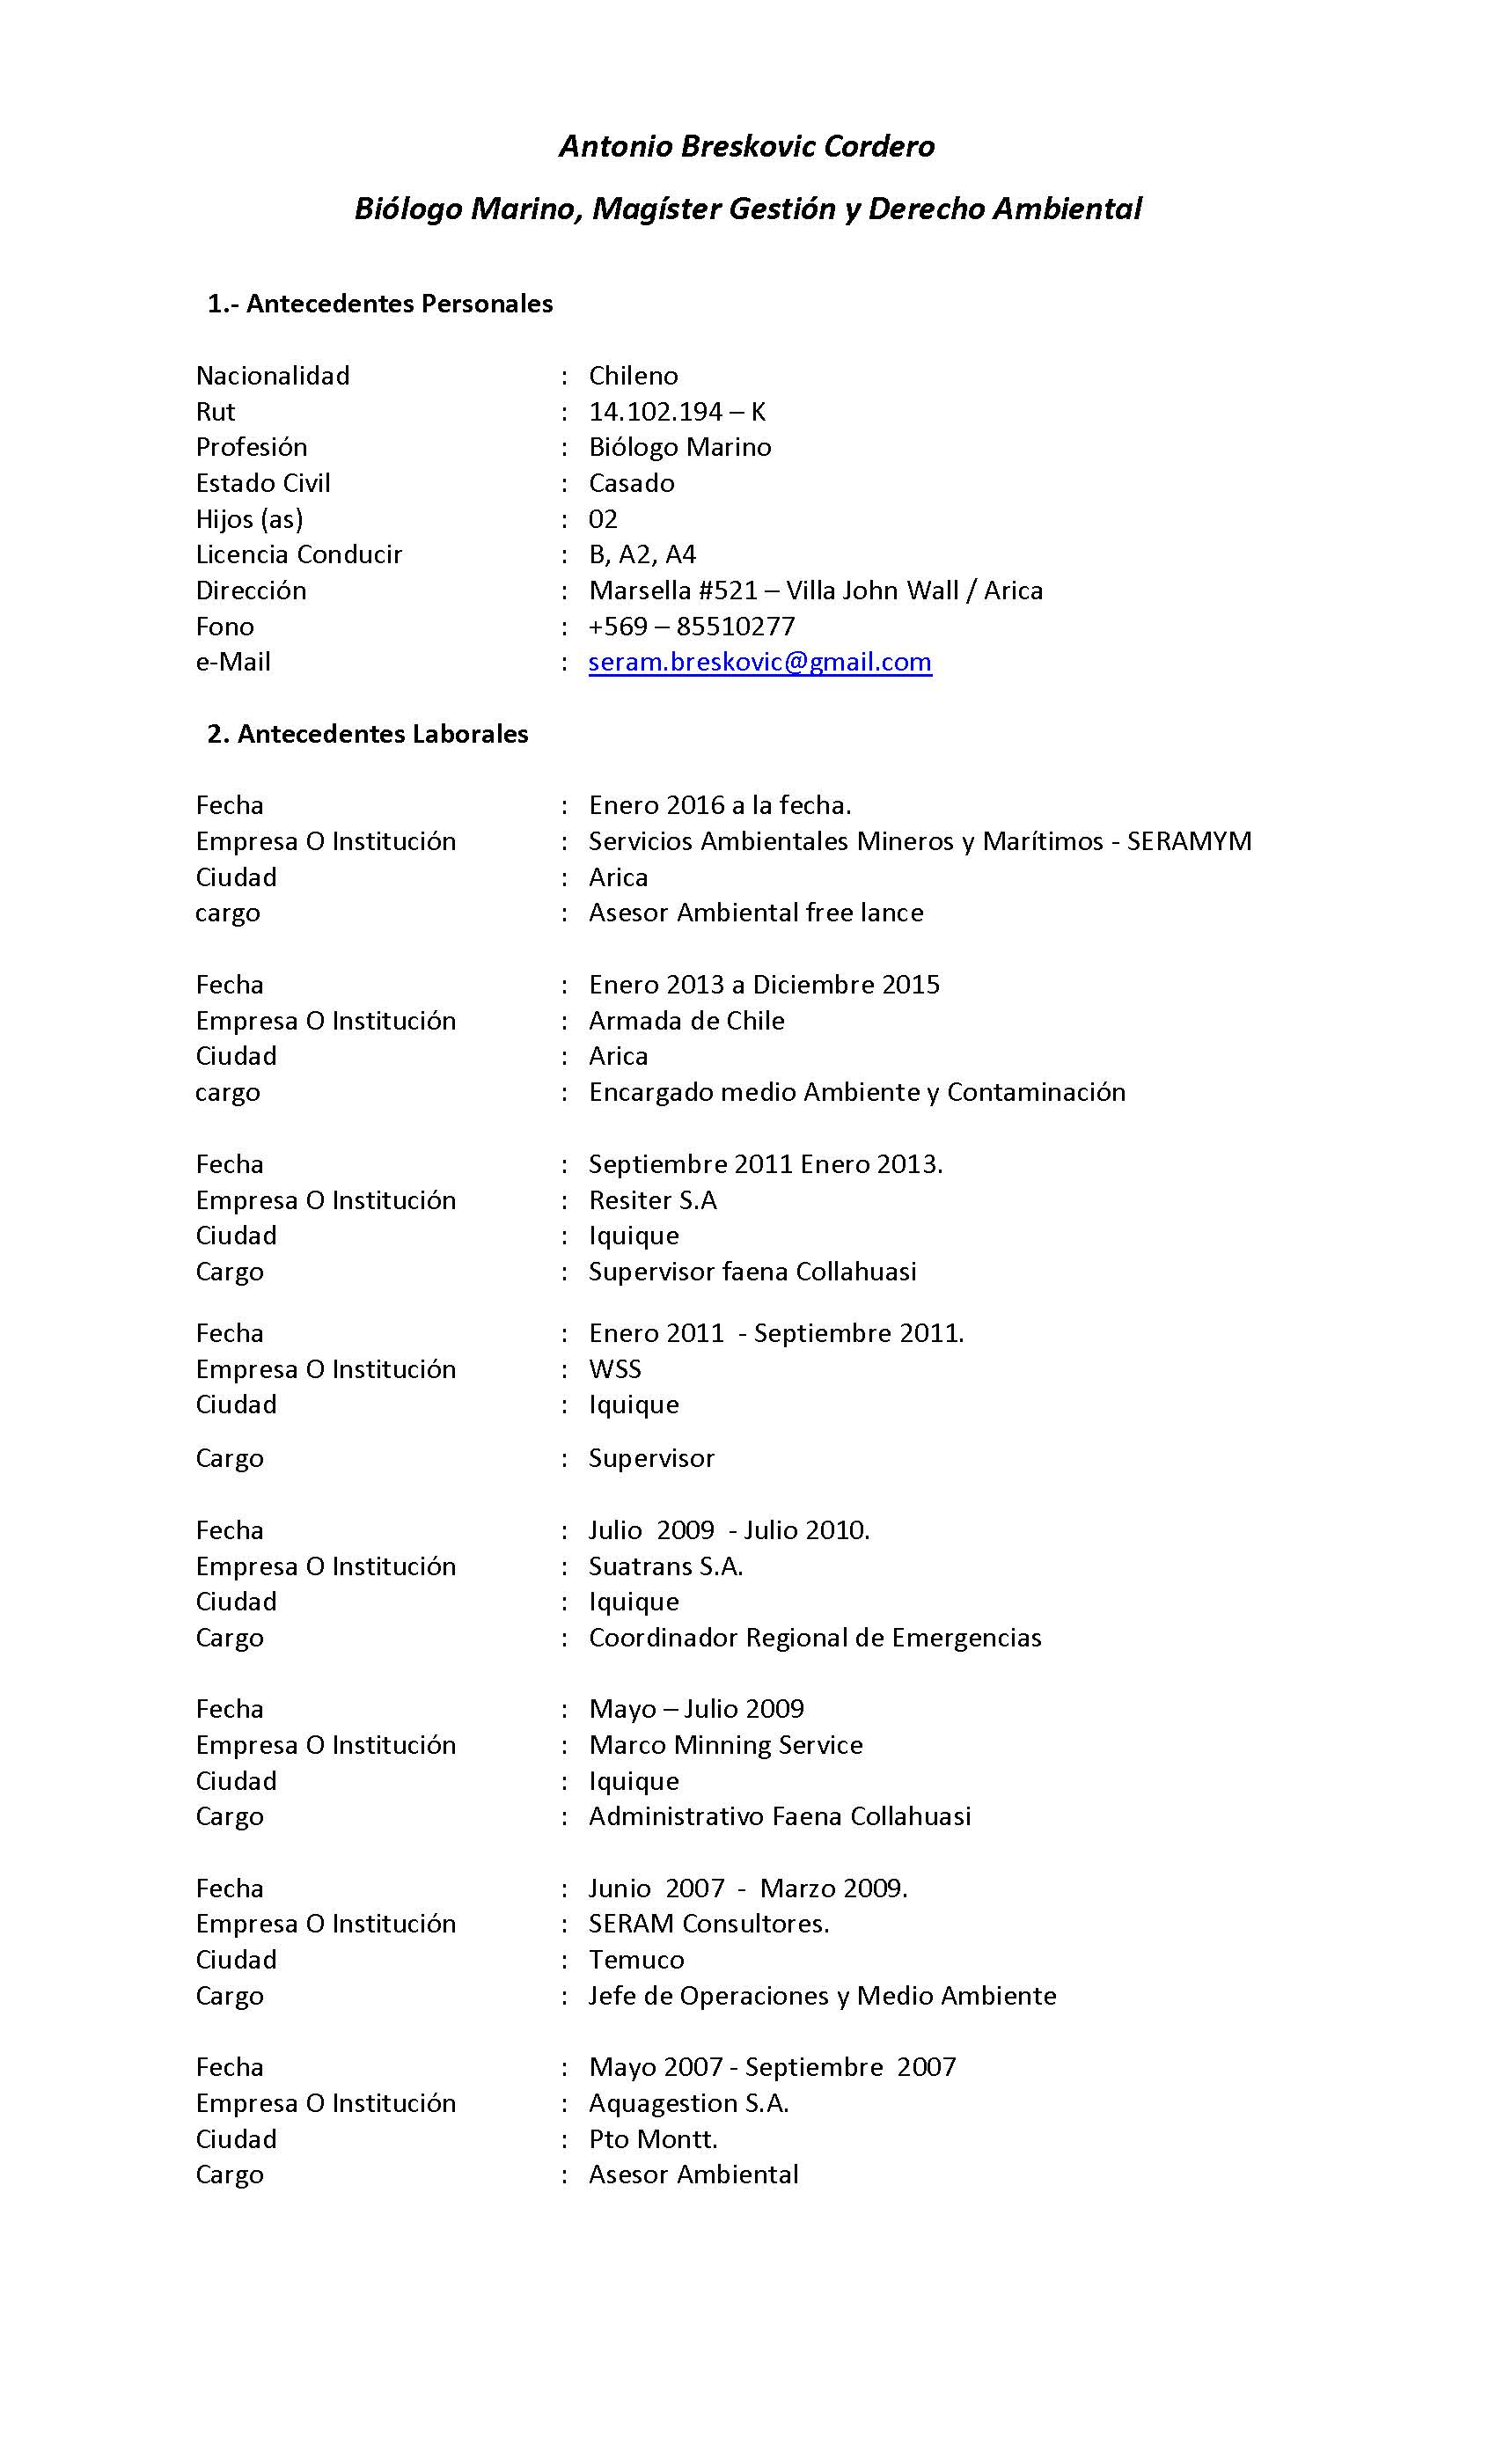 Antonio Breskovic Cordero
Biólogo Marino, Magíster Gestión y Derecho Ambiental
1.- Antecedentes Personales
Nacionalidad : Chileno
Rut : 14.102.194 – K
Profesión : Biólogo Marino
Estado Civil : Casado
Hijos (as) : 02
Licencia Conducir : B, A2, A4
Dirección : Marsella #521 – Villa John Wall / Arica
Fono : +569 – 85510277
e-Mail : seram.breskovic@gmail.com
2. Antecedentes Laborales
Fecha : Enero 2016 a la fecha.
Empresa O Institución : Servicios Ambientales Mineros y Marítimos - SERAMYM
Ciudad : Arica
cargo : Asesor Ambiental free lance
Fecha : Enero 2013 a Diciembre 2015
Empresa O Institución : Armada de Chile
Ciudad : Arica
cargo : Encargado medio Ambiente y Contaminación
Fecha : Septiembre 2011 Enero 2013.
Empresa O Institución : Resiter S.A
Ciudad : Iquique
Cargo : Supervisor faena Collahuasi
Fecha : Enero 2011 - Septiembre 2011.
Empresa O Institución : WSS
Ciudad : Iquique
Cargo : Supervisor
Fecha : Julio 2009 - Julio 2010.
Empresa O Institución : Suatrans S.A.
Ciudad : Iquique
Cargo : Coordinador Regional de Emergencias
Fecha : Mayo – Julio 2009
Empresa O Institución : Marco Minning Service
Ciudad : Iquique
Cargo : Administrativo Faena Collahuasi
Fecha : Junio 2007 - Marzo 2009.
Empresa O Institución : SERAM Consultores.
Ciudad : Temuco
Cargo : Jefe de Operaciones y Medio Ambiente
Fecha : Mayo 2007 - Septiembre 2007
Empresa O Institución : Aquagestion S.A.
Ciudad : Pto Montt.
Cargo : Asesor Ambiental